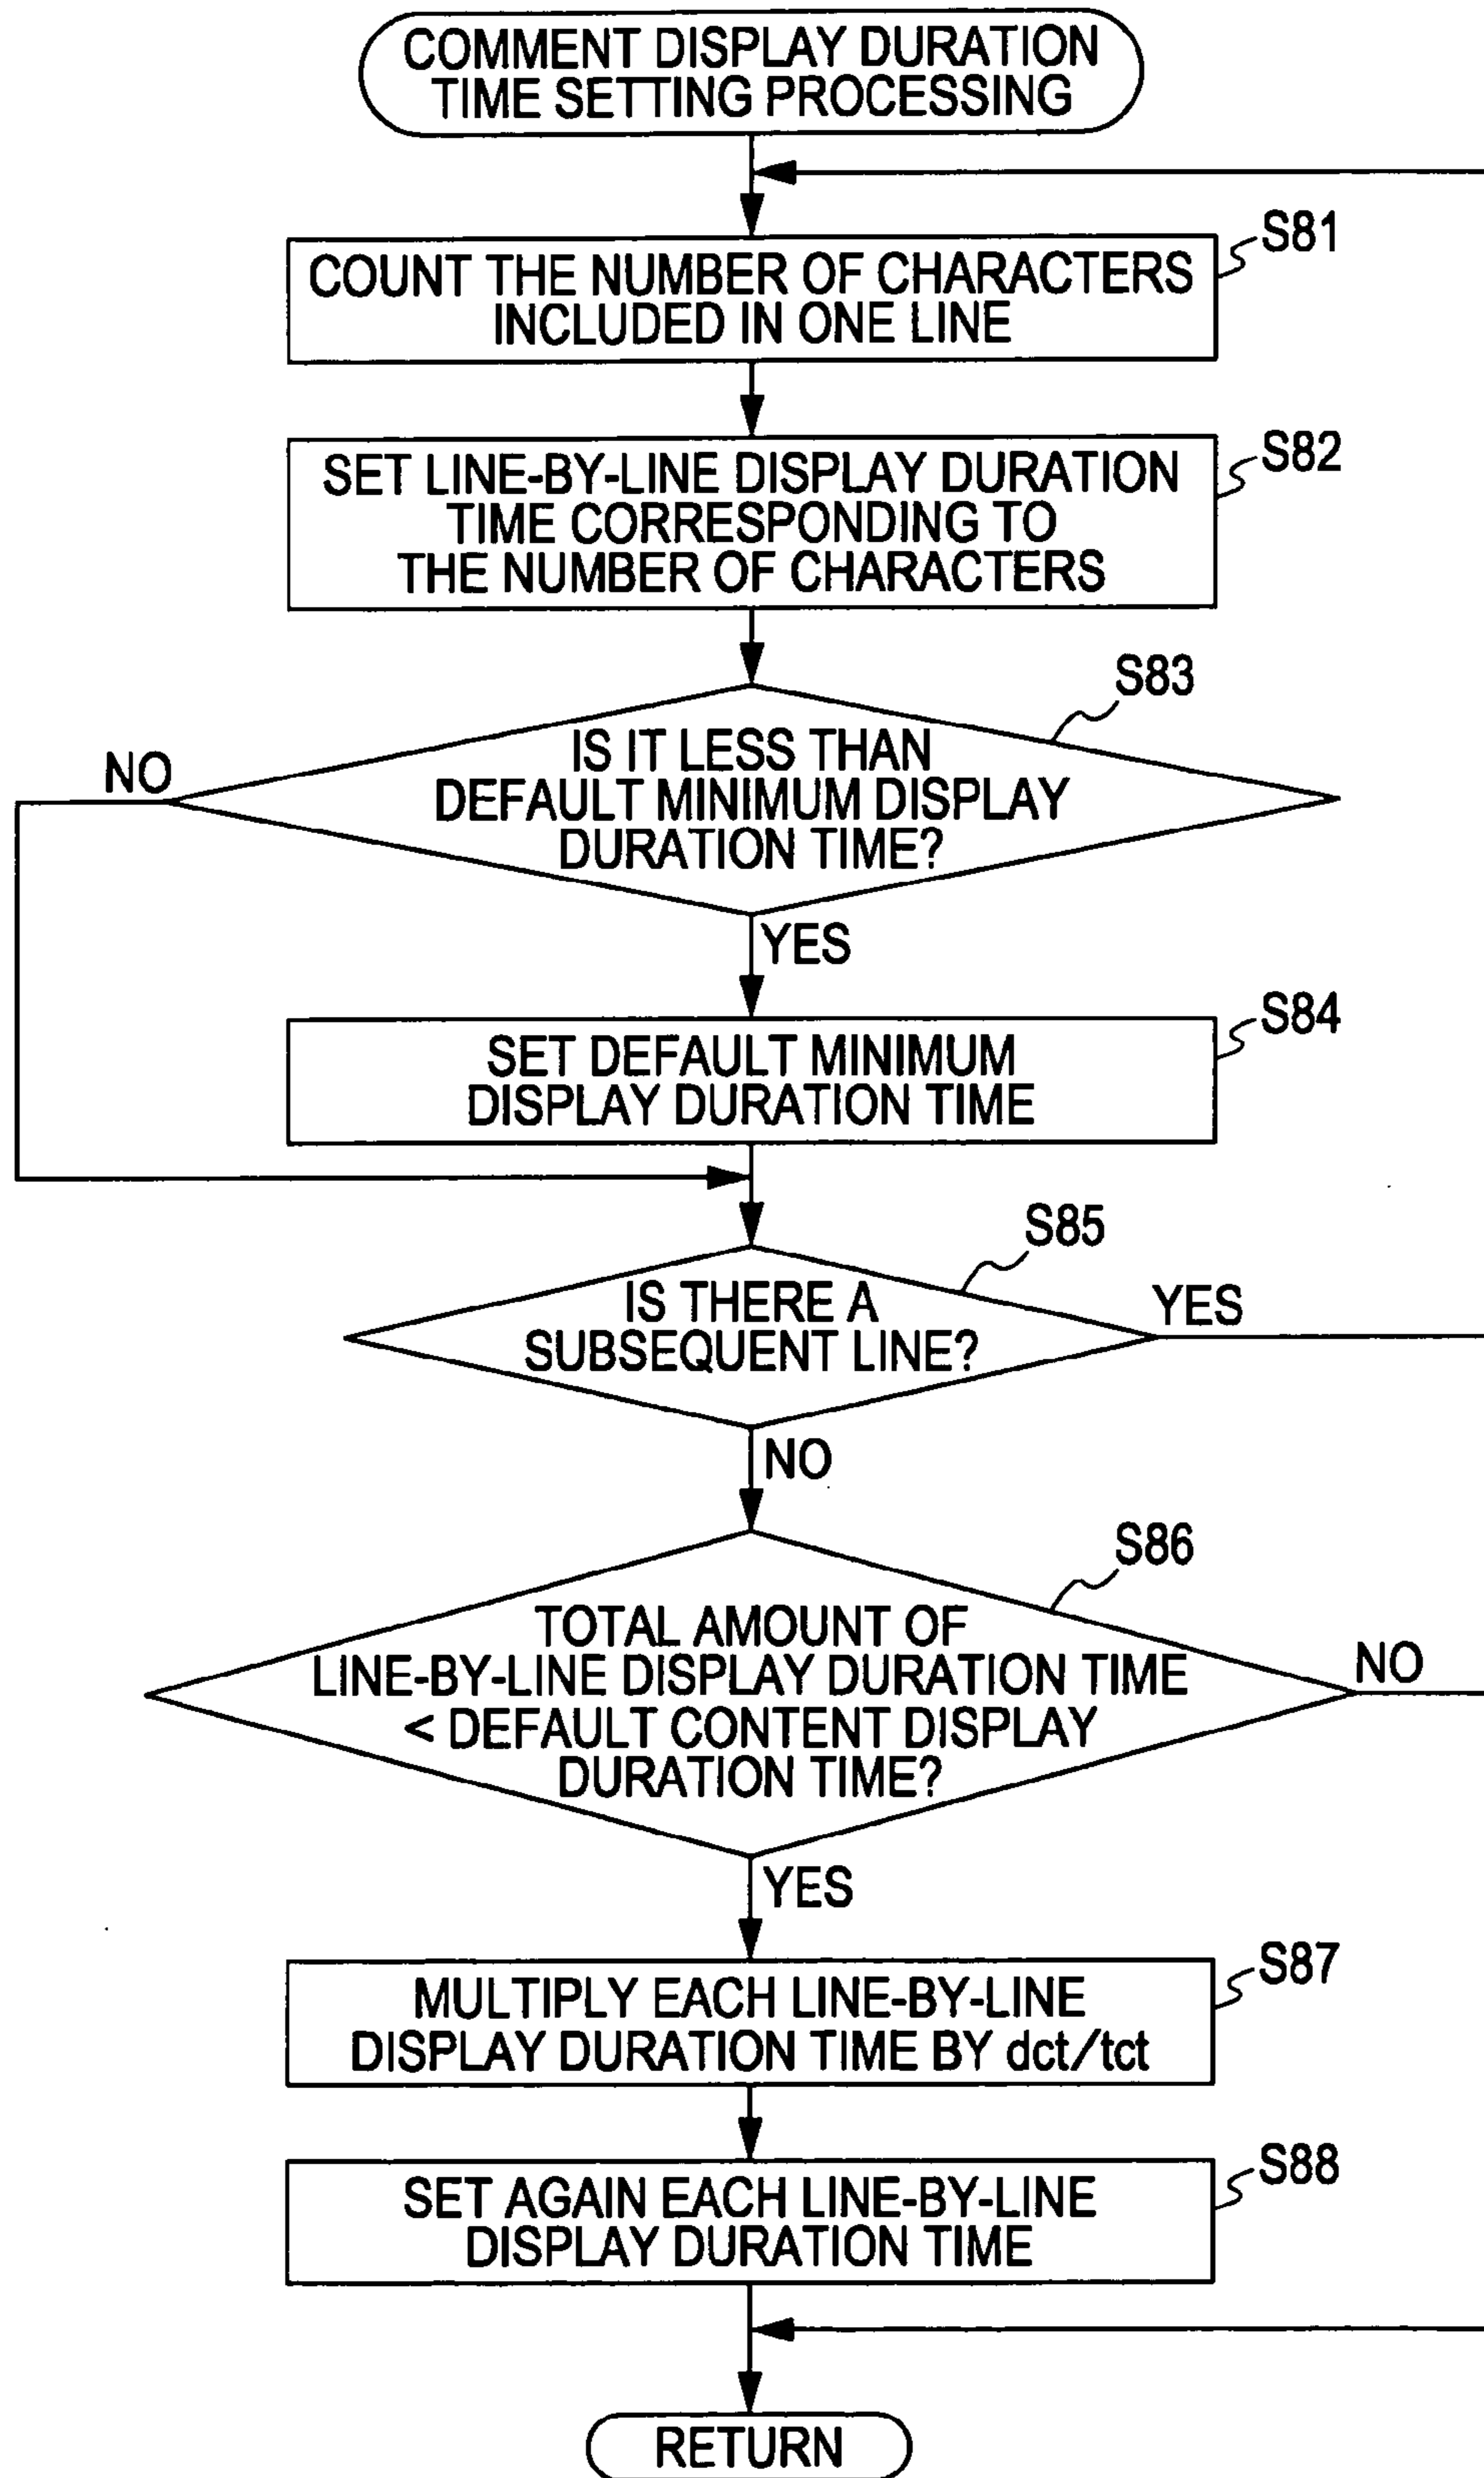 COMMENT DISPLAY DURATION
TIME SETTING PROCESSING
S81
COUNT THE NUMBER OF CHARACTERS
INCLUDED IN ONE LINE
S82
SET LINE-BY-LINE DISPLAY DURATION
TIME CORRESPONDING TO
THE NUMBER OF CHARACTERS
S83
NO
IS IT LESS THAN
DEFAULT MINIMUM DISPLAY
DURATION TIME?
YES
S84
SET DEFAULT MINIMUM
DISPLAY DURATION TIME
S85
IS THERE A
SUBSEQUENT LINE?
YES
NO
S86
TOTAL AMOUNT OF
LINE-BY-LINE DISPLAY DURATION TIME
< DEFAULT CONTENT DISPLAY
DURATION TIME?
NO
YES
S87
MULTIPLY EACH LINE-BY-LINE
DISPLAY DURATION TIME BY dct/tct
S88
SET AGAIN EACH LINE-BY-LINE
DISPLAY DURATION TIME
RETURN